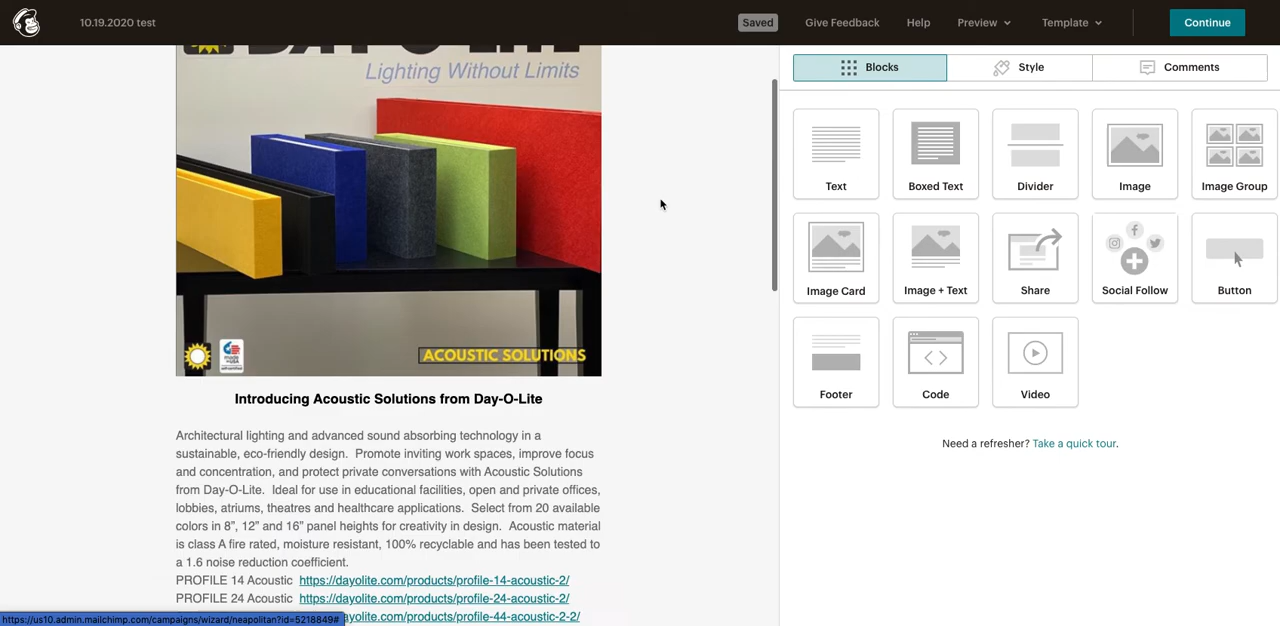 10.19.2020 test
Saved
Give Feedback
Help
Preview
Template
Continue
Lighting Without Limits
ACOUSTIC SOLUTIONS
Introducing Acoustic Solutions from Day-O-Lite
Architectural lighting and advanced sound absorbing technology in a
sustainable, eco-friendly design. Promote inviting work spaces, improve focus
and concentration, and protect private conversations with Acoustic Solutions
from Day-O-Lite. Ideal for use in educational facilities, open and private offices,
lobbies, atriums, theatres and healthcare applications. Select from 20 available
colors in 8”, 12” and 16” panel heights for creativity in design. Acoustic material
is class A fire rated, moisture resistant, 100% recyclable and has been tested to
a 1.6 noise reduction coefficient.
PROFILE 14 Acoustic https://dayolite.com/products/profile-14-acoustic-2/
PROFILE 24 Acoustic https://dayolite.com/products/profile-24-acoustic-2/
ayolite.com/products/profile-44-acoustic-2-2/
https://us10.admin.mailchimp.com/campaigns/wizard/neapolitan?id=5218849#
Blocks
Style
Comments
Text
Boxed Text
Divider
Image
Image Group
Image Card
Image + Text
Share
Social Follow
Button
Footer
Code
Video
Need a refresher? Take a quick tour.